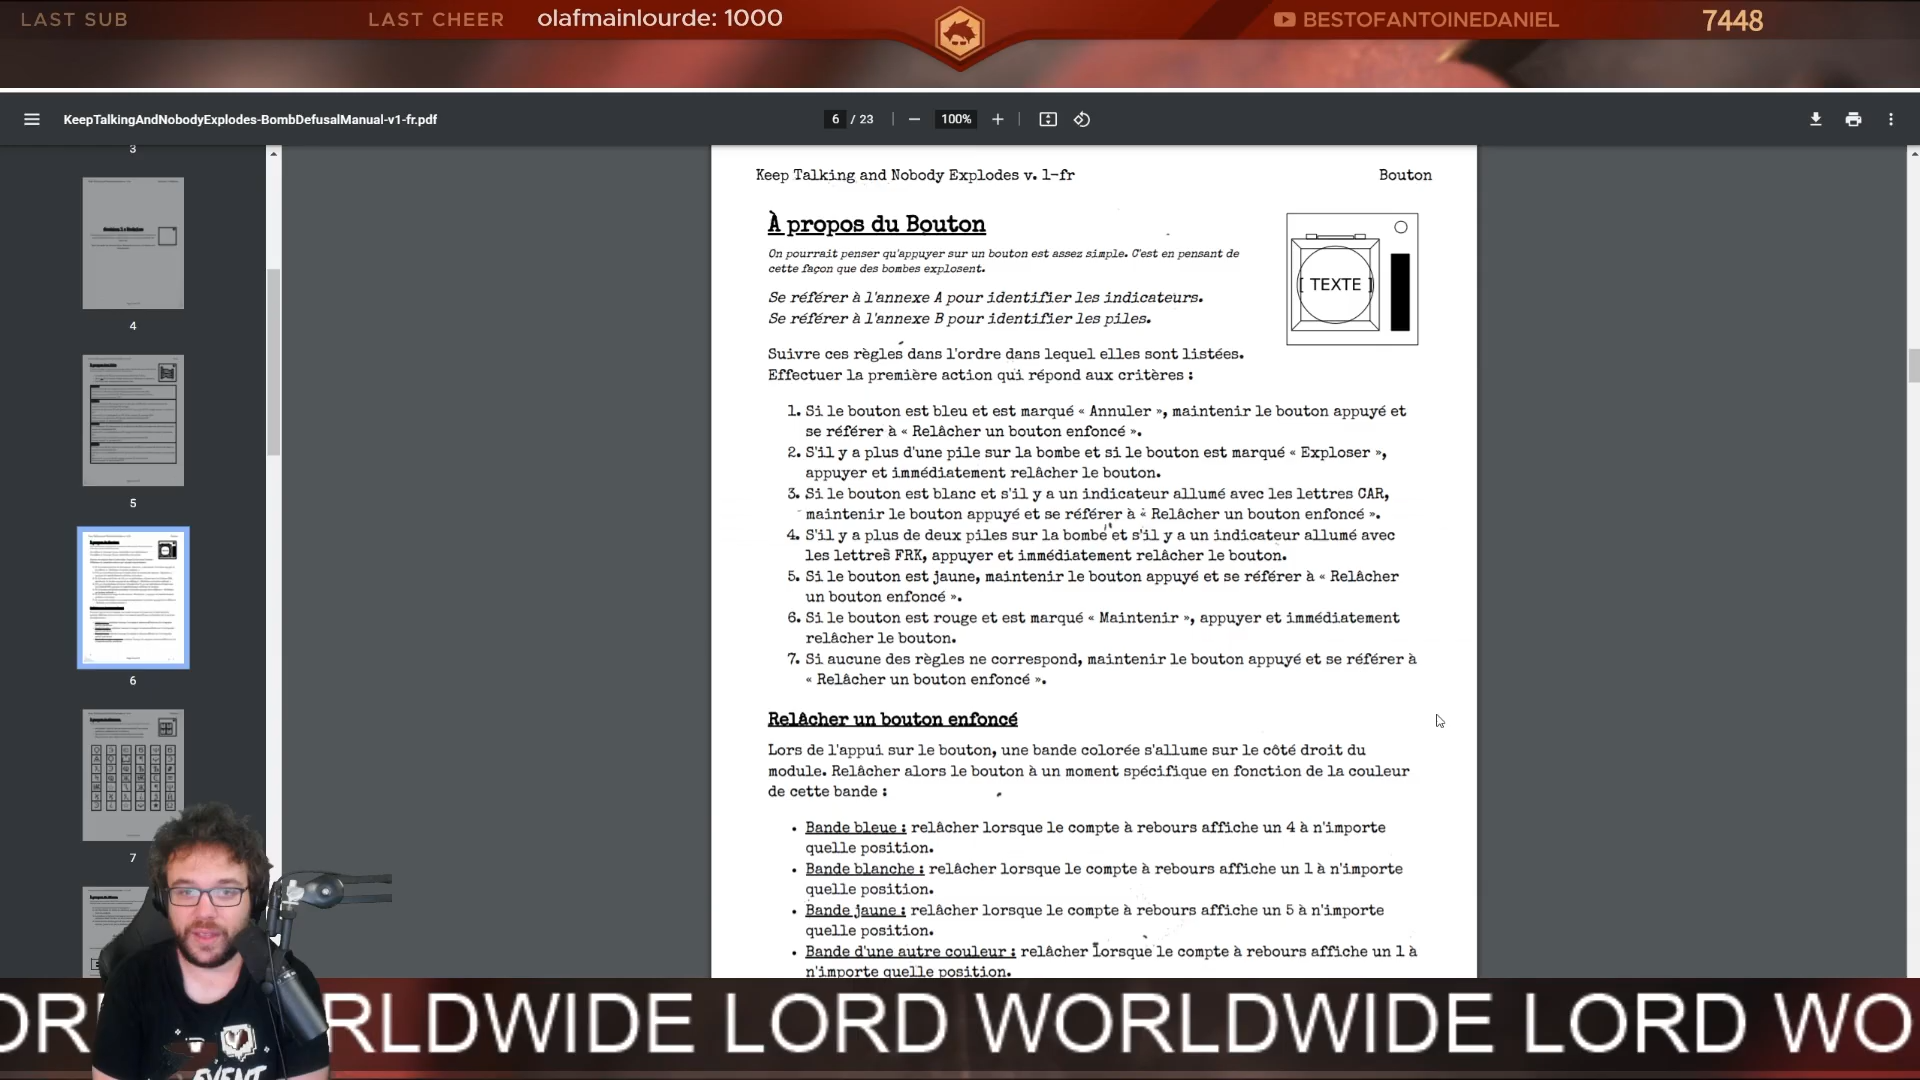 LAST SUB
LAST CHEER
olafmainlourde: 1000
BESTOFANTOINEDANIEL
7448
KeepTalkingAndNobodyExplodes-BombDefusalManual-v1-fr.pdf
6 / 23
100%
3
4
5
6
7
Keep Talking and Nobody Explodes v. 1-fr
Bouton
À propos du Bouton
On pourrait penser qu'appuyer sur un bouton est assez simple. C'est en pensant de
cette façon que des bombes explosent.
Se référer à l'annexe A pour identifier les indicateurs.
Se référer à l'annexe B pour identifier les piles.
[ TEXTE ]
Suivre ces règles dans l'ordre dans lequel elles sont listées.
Effectuer la première action qui répond aux critères :
1. Si le bouton est bleu et est marqué « Annuler », maintenir le bouton appuyé et
se référer à « Relâcher un bouton enfoncé ».
2. S'il y a plus d'une pile sur la bombe et si le bouton est marqué « Exploser »,
appuyer et immédiatement relâcher le bouton.
3. Si le bouton est blanc et s'il y a un indicateur allumé avec les lettres CAR,
maintenir le bouton appuyé et se référer à « Relâcher un bouton enfoncé ».
4. S'il y a plus de deux piles sur la bombe et s'il y a un indicateur allumé avec
les lettres FRK, appuyer et immédiatement relâcher le bouton.
5. Si le bouton est jaune, maintenir le bouton appuyé et se référer à « Relâcher
un bouton enfoncé ».
6. Si le bouton est rouge et est marqué « Maintenir », appuyer et immédiatement
relâcher le bouton.
7. Si aucune des règles ne correspond, maintenir le bouton appuyé et se référer à
« Relâcher un bouton enfoncé ».
Relâcher un bouton enfoncé
Lors de l'appui sur le bouton, une bande colorée s'allume sur le côté droit du
module. Relâcher alors le bouton à un moment spécifique en fonction de la couleur
de cette bande :
• Bande bleue : relâcher lorsque le compte à rebours affiche un 4 à n'importe
quelle position.
• Bande blanche : relâcher lorsque le compte à rebours affiche un 1 à n'importe
quelle position.
• Bande jaune : relâcher lorsque le compte à rebours affiche un 5 à n'importe
quelle position.
• Bande d'une autre couleur : relâcher lorsque le compte à rebours affiche un 1 à
n'importe quelle position.
OR RLDWIDE LORD WORLDWIDE LORD WO
EVENT